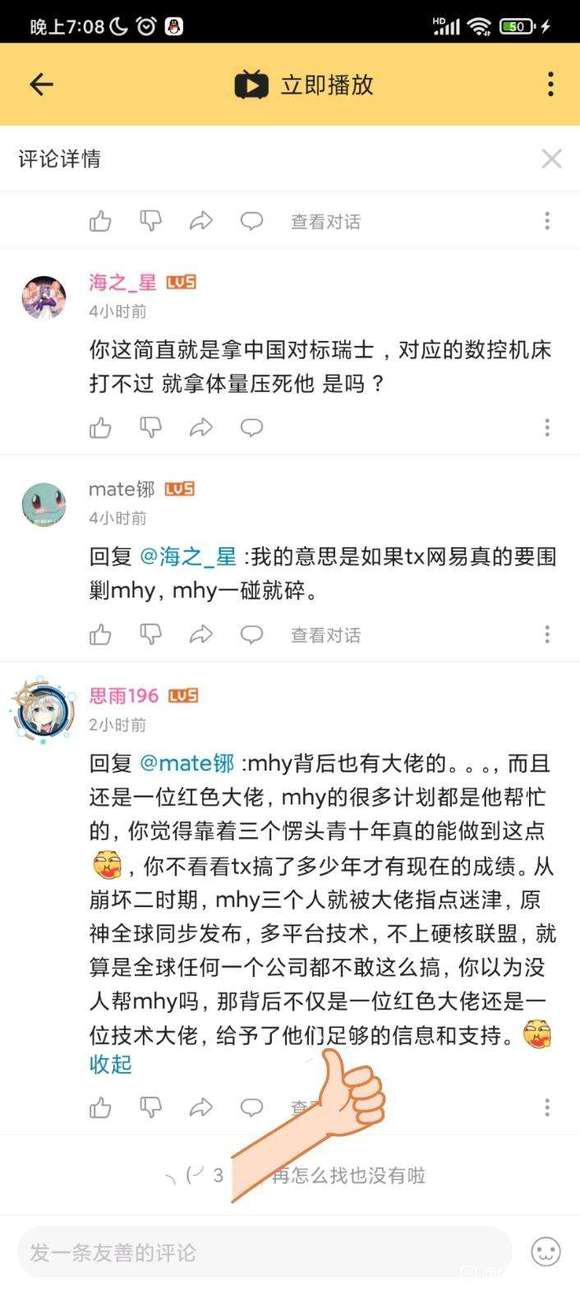 晚上7:08
HD
50
立即播放
评论详情
查看对话
海之_星 LV5
4小时前
你这简直就是拿中国对标瑞士，对应的数控机床
打不过 就拿体量压死他 是吗？
mate铘 LV5
4小时前
回复 @海之_星 :我的意思是如果tx网易真的要围
剿mhy，mhy一碰就碎。
查看对话
思雨196 LV5
2小时前
回复 @mate铘 :mhy背后也有大佬的。。。，而且
还是一位红色大佬，mhy的很多计划都是他帮忙
的，你觉得靠着三个愣头青十年真的能做到这点
，你不看看tx搞了多少年才有现在的成绩。从
崩坏二时期，mhy三个人就被大佬指点迷津，原
神全球同步发布，多平台技术，不上硬核联盟，就
算是全球任何一个公司都不敢这么搞，你以为没
人帮mhy吗，那背后不仅是一位红色大佬还是一
位技术大佬，给予了他们足够的信息和支持。
收起
查
再怎么找也没有啦
发一条友善的评论